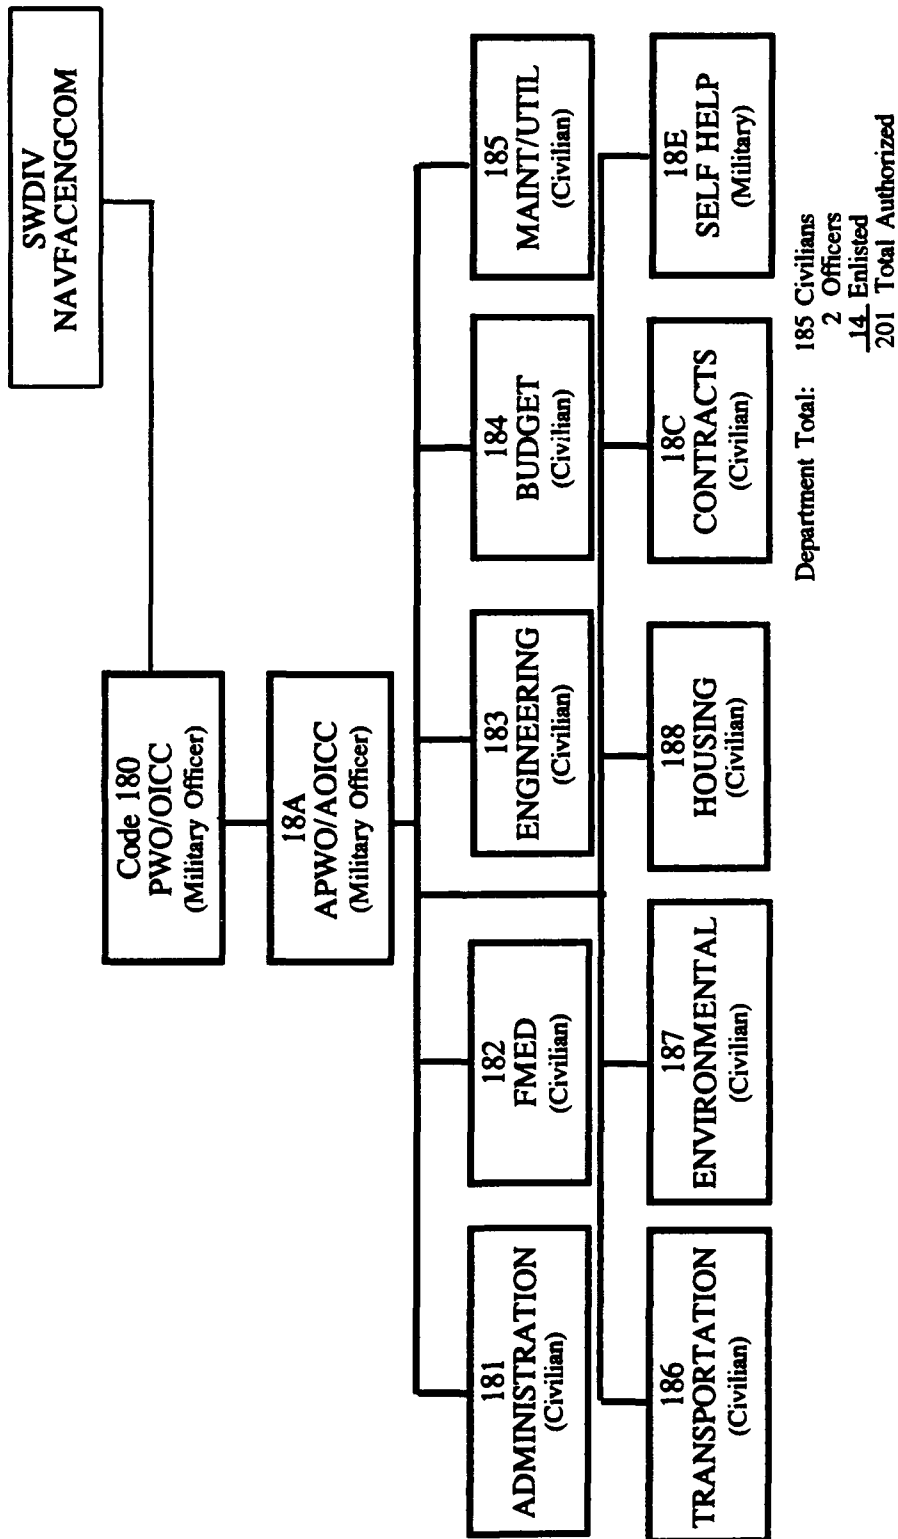 SWDIV
NAVFACENGCOM
Code 180
PWO/OICC
(Military Officer)
18A
APWO/AOICC
(Military Officer)
181
ADMINISTRATION
(Civilian)
182
FMED
(Civilian)
183
ENGINEERING
(Civilian)
184
BUDGET
(Civilian)
185
MAINT/UTIL
(Civilian)
186
TRANSPORTATION
(Civilian)
187
ENVIRONMENTAL
(Civilian)
188
HOUSING
(Civilian)
18C
CONTRACTS
(Civilian)
18E
SELF HELP
(Military)
Department Total: 185 Civilians
2 Officers
14 Enlisted
201 Total Authorized